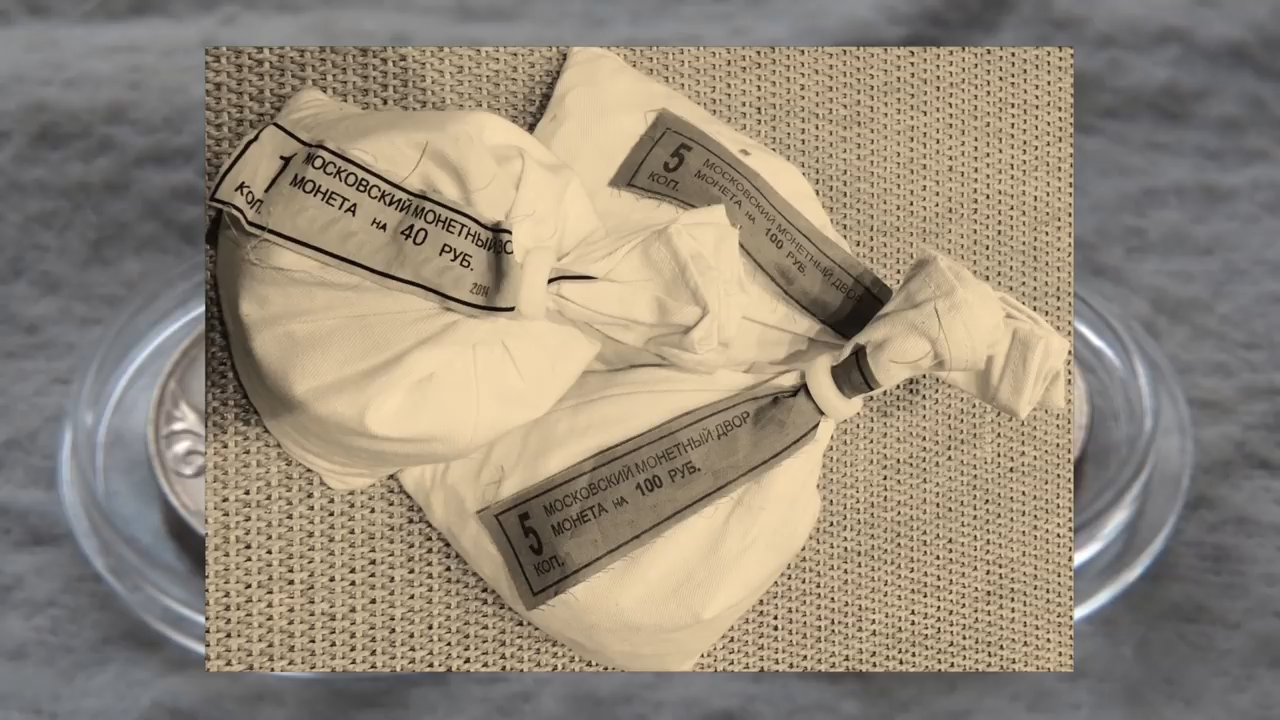 1
КОП.
МОСКОВСКИЙ МОНЕТНЫЙ
МОНЕТА НА 40 РУБ.
2014
5
КОП.
МОСКОВСКИЙ МОНЕТНЫЙ ДВОР
МОНЕТА НА 100 РУБ.
5
КОП.
МОСКОВСКИЙ МОНЕТНЫЙ ДВОР
МОНЕТА НА 100 РУБ.